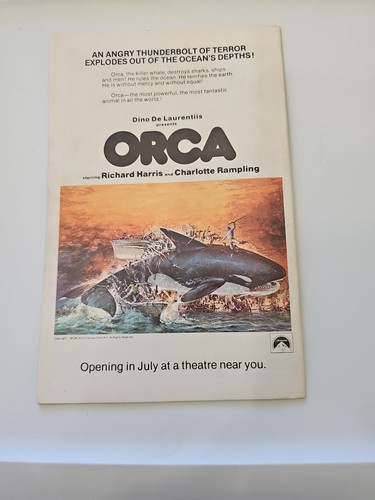 AN ANGRY THUNDERBOLT OF TERROR
EXPLODES OUT OF THE OCEAN'S DEPTHS!
Orca, the killer whale, destroys sharks, ships
and men! He rules the ocean. He terrifies the earth.
He is without mercy and without equal!
Orca—the most powerful, the most fantastic
animal in all the world!
Dino De Laurentiis
presents
ORCA
starring Richard Harris and Charlotte Rampling
Opening in July at a theatre near you.